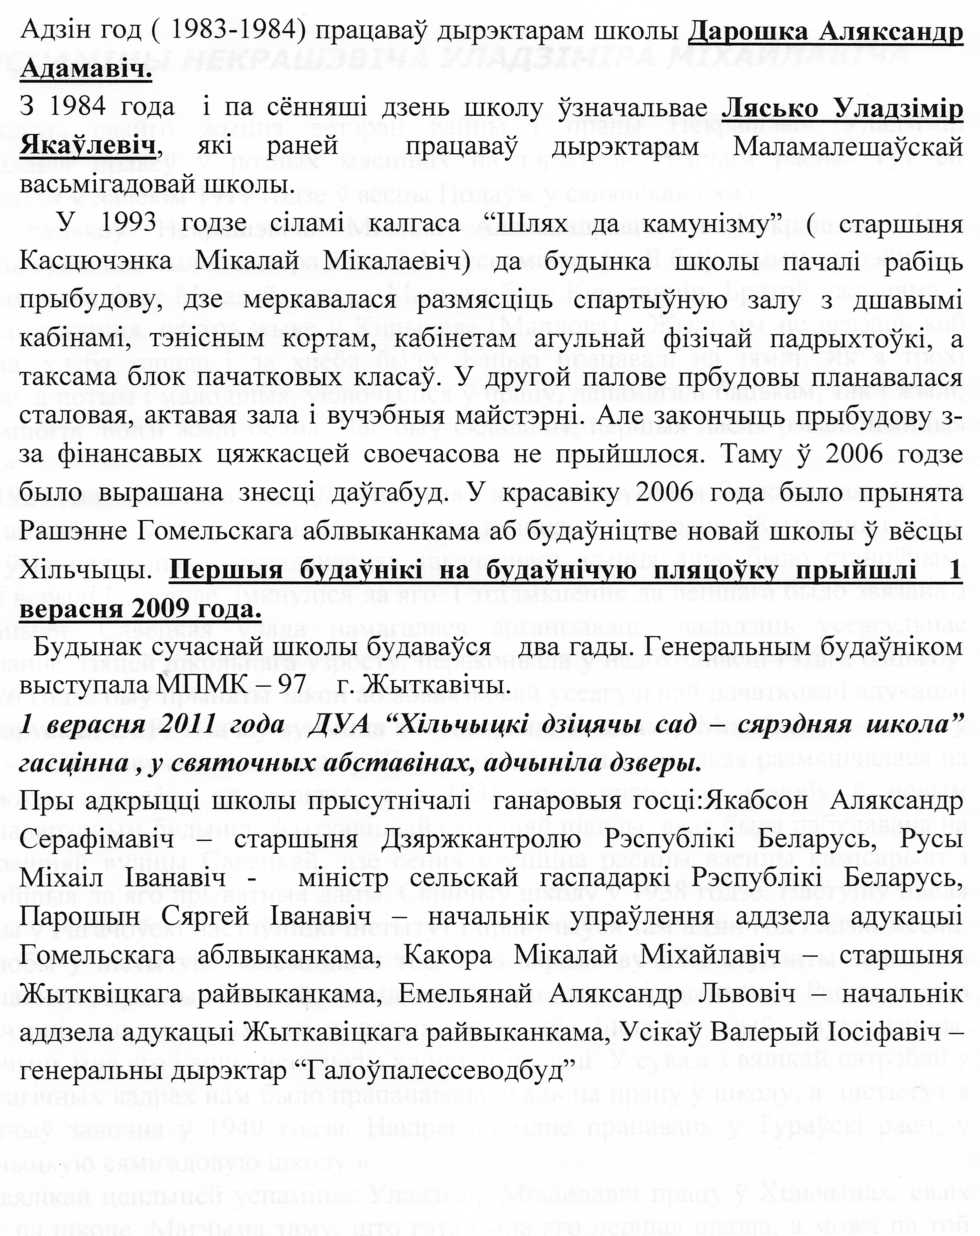 Адзін год ( 1983-1984) працаваў дырэктарам школы Дарошка Аляксандр
Адамавіч.
З 1984 года і па сённяші дзень школу ўзначальвае Лясько Уладзімір
Якаўлевіч, які раней працаваў дырэктарам Маламалешаўскай
васьмігадовай школы.
У 1993 годзе сіламі калгаса “Шлях да камунізму” ( старшыня
Касцючэнка Мікалай Мікалаевіч) да будынка школы пачалі рабіць
прыбудову, дзе меркавалася размясціць спартыўную залу з дшавымі
кабінамі, тэнісным кортам, кабінетам агульнай фізічай падрыхтоўкі, а
таксама блок пачатковых класаў. У другой палове прбудовы планавалася
сталовая, актавая зала і вучэбныя майстэрні. Але закончыць прыбудову з-
за фінансавых цяжкасцей своечасова не прыйшлося. Таму ў 2006 годзе
было вырашана знесці даўгабуд. У красавіку 2006 года было прынята
Рашэнне Гомельскага аблвыканкама аб будаўніцтве новай школы ў вёсцы
Хільчыцы. Першыя будаўнікі на будаўнічую пляцоўку прыйшлі 1
верасня 2009 года.
Будынак сучаснай школы будаваўся два гады. Генеральным будаўніком
выступала МПМК – 97 г. Жыткавічы.
1 верасня 2011 года ДУА “Хільчыцкі дзіцячы сад – сярэдняя школа”
гасцінна , у святочных абставінах, адчыніла дзверы.
Пры адкрыцці школы прысутнічалі ганаровыя госці:Якабсон Аляксандр
Серафімавіч – старшыня Дзяржкантролю Рэспублікі Беларусь, Русы
Міхаіл Іванавіч - міністр сельскай гаспадаркі Рэспублікі Беларусь,
Парошын Сяргей Іванавіч – начальнік упраўлення аддзела адукацыі
Гомельскага аблвыканкама, Какора Мікалай Міхайлавіч – старшыня
Жытквіцкага райвыканкама, Емельянай Аляксандр Львовіч – начальнік
аддзела адукацыі Жыткавіцкага райвыканкама, Усікаў Валерый Іосіфавіч –
генеральны дырэктар “Галоўпалессеводбуд”